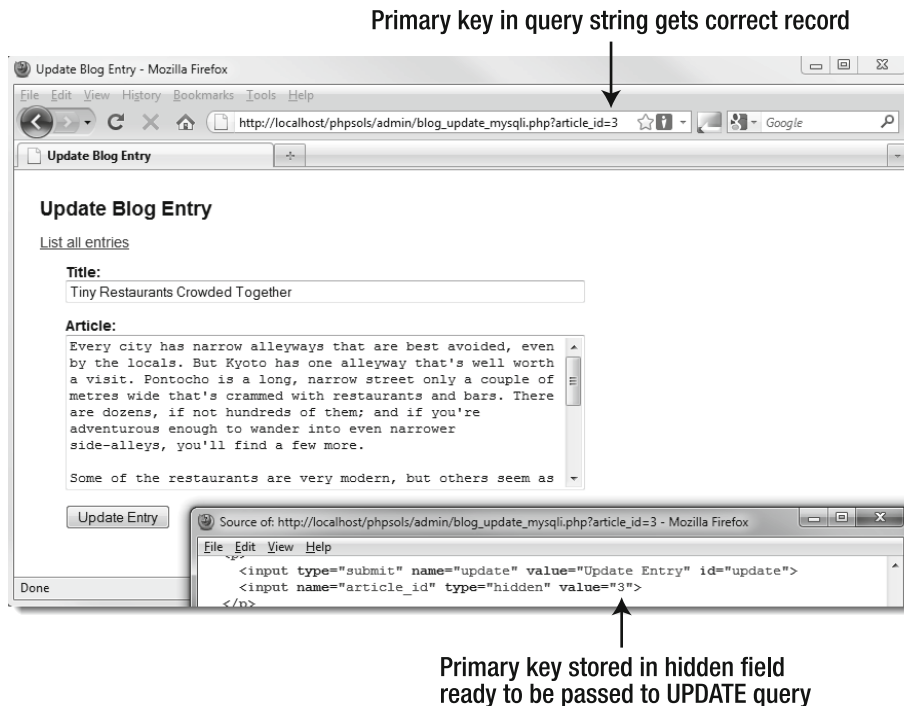 Primary key in query string gets correct record
Update Blog Entry - Mozilla Firefox
File Edit View History Bookmarks Tools Help
http://localhost/phpsols/admin/blog_update_mysqli.php?article_id=3
Google
Update Blog Entry
Update Blog Entry
List all entries
Title:
Tiny Restaurants Crowded Together
Article:
Every city has narrow alleyways that are best avoided, even
by the locals. But Kyoto has one alleyway that's well worth
a visit. Pontocho is a long, narrow street only a couple of
metres wide that's crammed with restaurants and bars. There
are dozens, if not hundreds of them; and if you're
adventurous enough to wander into even narrower
side-alleys, you'll find a few more.
Some of the restaurants are very modern, but others seem as
Update Entry
Source of: http://localhost/phpsols/admin/blog_update_mysqli.php?article_id=3 - Mozilla Firefox
File Edit View Help
<p>
<input type="submit" name="update" value="Update Entry" id="update">
<input name="article_id" type="hidden" value="3">
</p>
Done
Primary key stored in hidden field
ready to be passed to UPDATE query